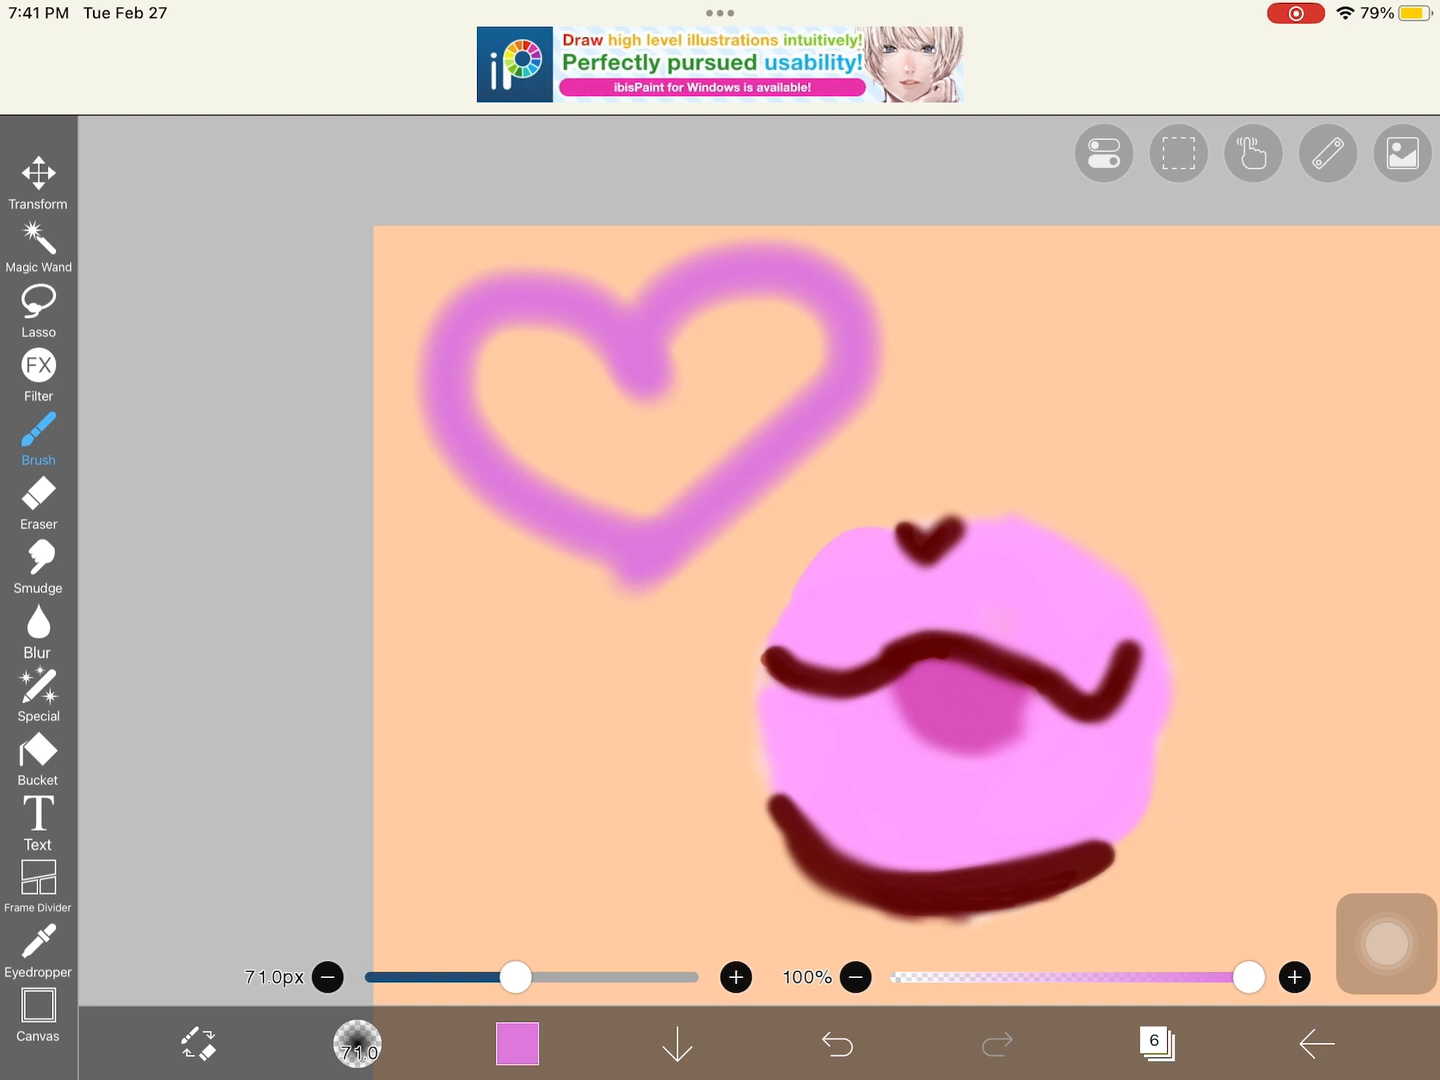 7:41 PM Tue Feb 27
79%
iP
Draw high level illustrations intuitively!
Perfectly pursued usability!
ibisPaint for Windows is available!
Transform
Magic Wand
Lasso
FX
Filter
Brush
Eraser
Smudge
Blur
Special
Bucket
T
Text
Frame Divider
Eyedropper
Canvas
71.0px
100%
71.0
6